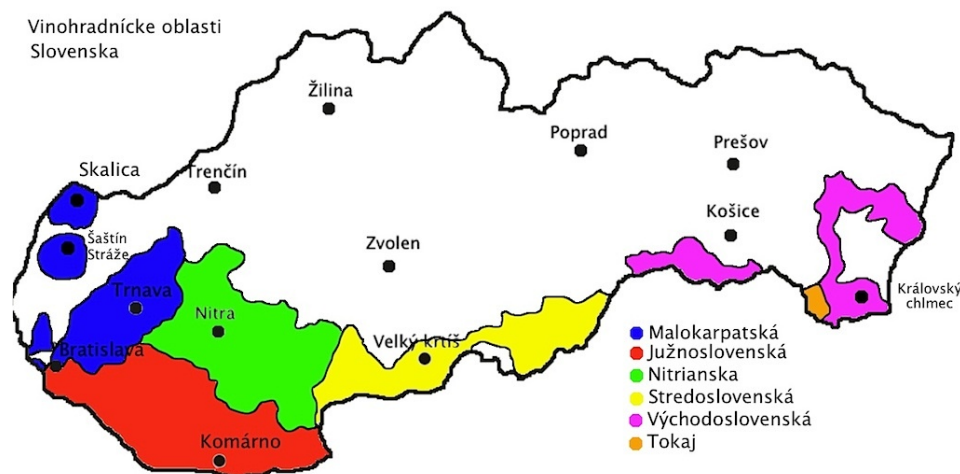 Vinohradnícke oblasti
Slovenska
Žilina
Poprad
Prešov
Skalica
Trenčín
Košice
Šaštín
Stráže
Zvolen
Královský
chlmec
Trnava
Nitra
Bratislava
Velký krtíš
Komárno
Malokarpatská
Južnoslovenská
Nitrianska
Stredoslovenská
Východoslovenská
Tokaj